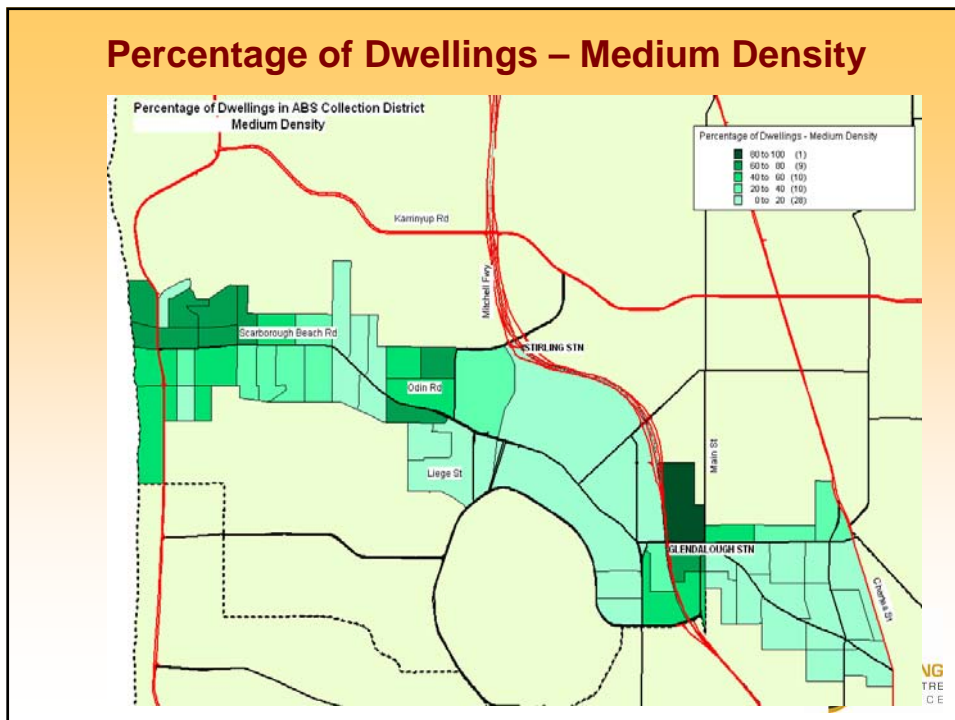 Percentage of Dwellings – Medium Density
Percentage of Dwellings in ABS Collection District
Medium Density
Percentage of Dwellings - Medium Density
80 to 100 (1)
60 to 80 (9)
40 to 60 (10)
20 to 40 (10)
0 to 20 (28)
Karrinyup Rd
Mitchell Fwy
Scarborough Beach Rd
STIRLING STN
Odin Rd
Main St
Liege St
GLENDALOUGH STN
Charles St
NG
TRE
CE